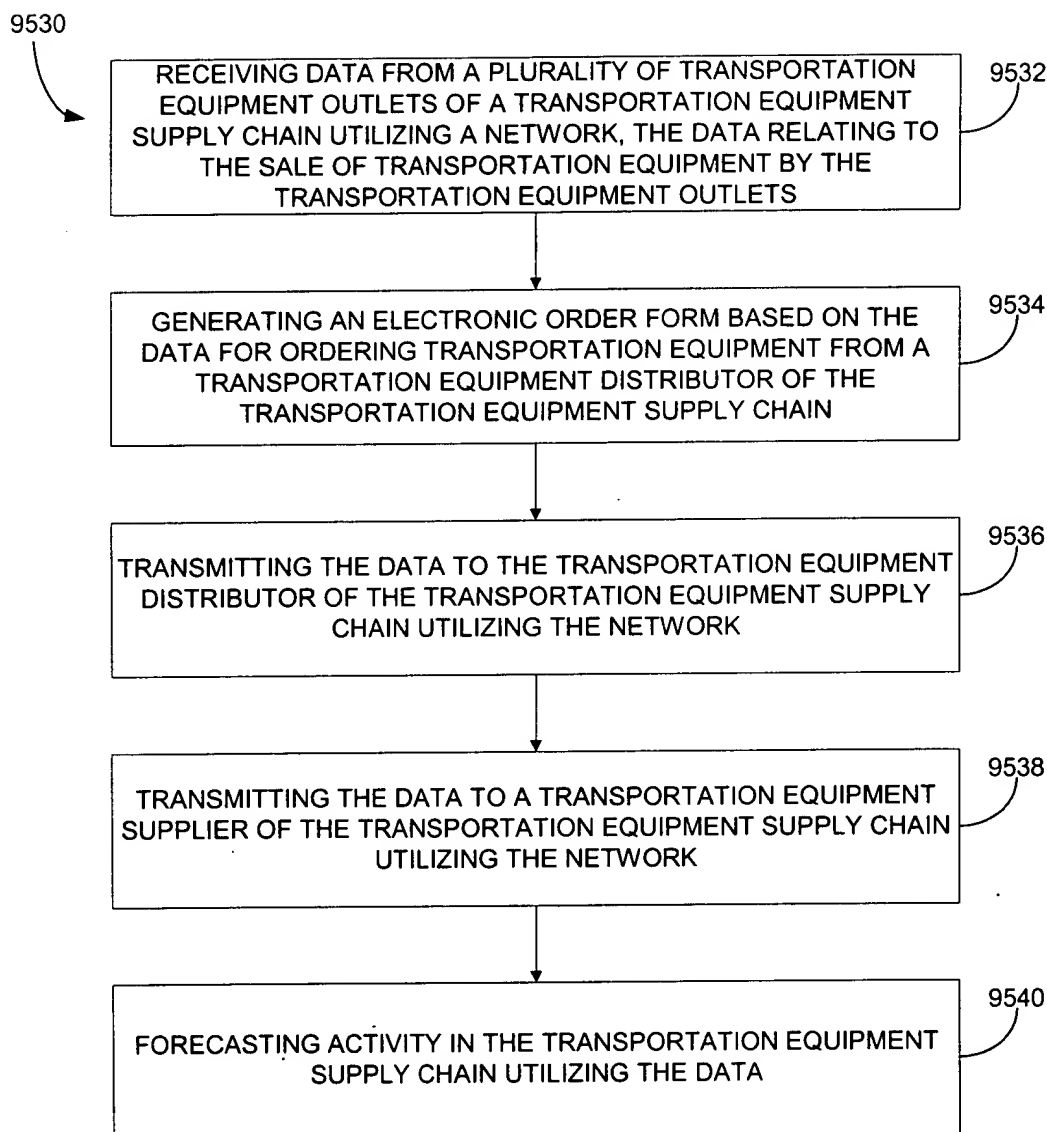 9530
RECEIVING DATA FROM A PLURALITY OF TRANSPORTATION
EQUIPMENT OUTLETS OF A TRANSPORTATION EQUIPMENT
SUPPLY CHAIN UTILIZING A NETWORK, THE DATA RELATING TO
THE SALE OF TRANSPORTATION EQUIPMENT BY THE
TRANSPORTATION EQUIPMENT OUTLETS
9532
GENERATING AN ELECTRONIC ORDER FORM BASED ON THE
DATA FOR ORDERING TRANSPORTATION EQUIPMENT FROM A
TRANSPORTATION EQUIPMENT DISTRIBUTOR OF THE
TRANSPORTATION EQUIPMENT SUPPLY CHAIN
9534
TRANSMITTING THE DATA TO THE TRANSPORTATION EQUIPMENT
DISTRIBUTOR OF THE TRANSPORTATION EQUIPMENT SUPPLY
CHAIN UTILIZING THE NETWORK
9536
TRANSMITTING THE DATA TO A TRANSPORTATION EQUIPMENT
SUPPLIER OF THE TRANSPORTATION EQUIPMENT SUPPLY CHAIN
UTILIZING THE NETWORK
9538
FORECASTING ACTIVITY IN THE TRANSPORTATION EQUIPMENT
SUPPLY CHAIN UTILIZING THE DATA
9540